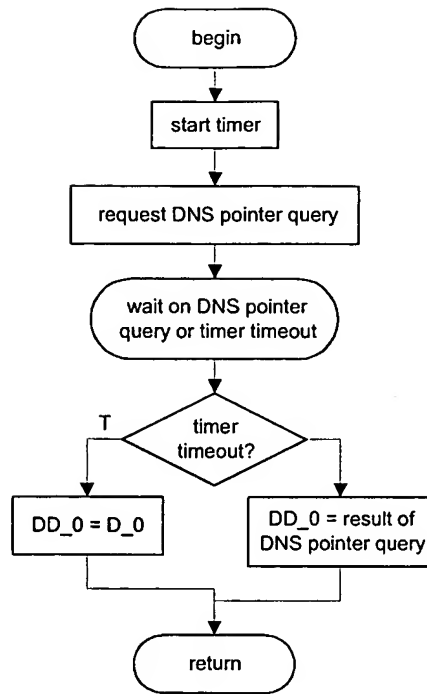 begin
start timer
request DNS pointer query
wait on DNS pointer
query or timer timeout
T
timer
timeout?
DD_0 = D_0
DD_0 = result of
DNS pointer query
return